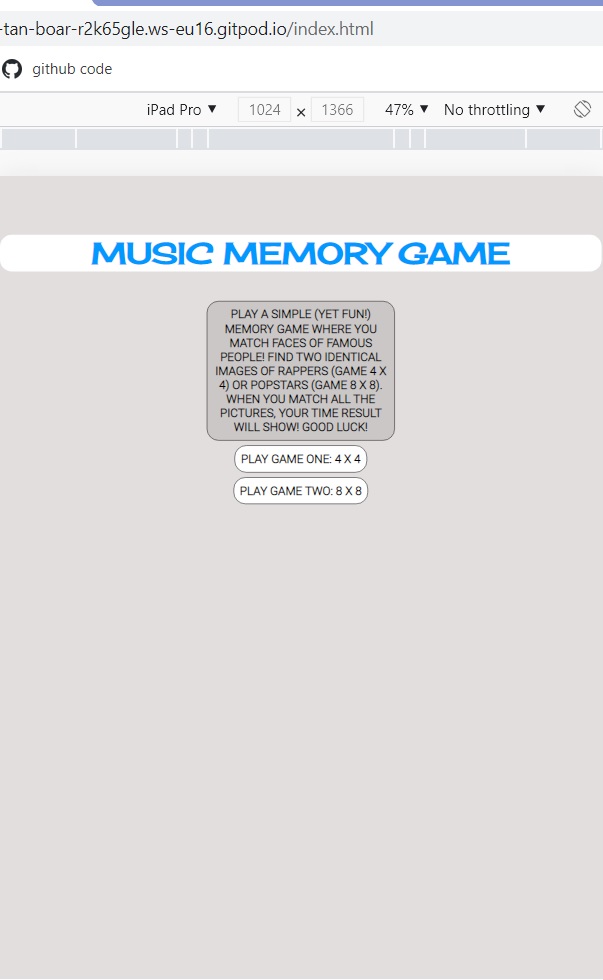 -tan-boar-r2k65gle.ws-eu16.gitpod.io/index.html
github code
iPad Pro ▼ 1024 × 1366 47% ▼ No throttling ▼
MUSIC MEMORY GAME
PLAY A SIMPLE (YET FUN!)
MEMORY GAME WHERE YOU
MATCH FACES OF FAMOUS
PEOPLE! FIND TWO IDENTICAL
IMAGES OF RAPPERS (GAME 4 X
4) OR POPSTARS (GAME 8 X 8).
WHEN YOU MATCH ALL THE
PICTURES, YOUR TIME RESULT
WILL SHOW! GOOD LUCK!
PLAY GAME ONE: 4 X 4
PLAY GAME TWO: 8 X 8